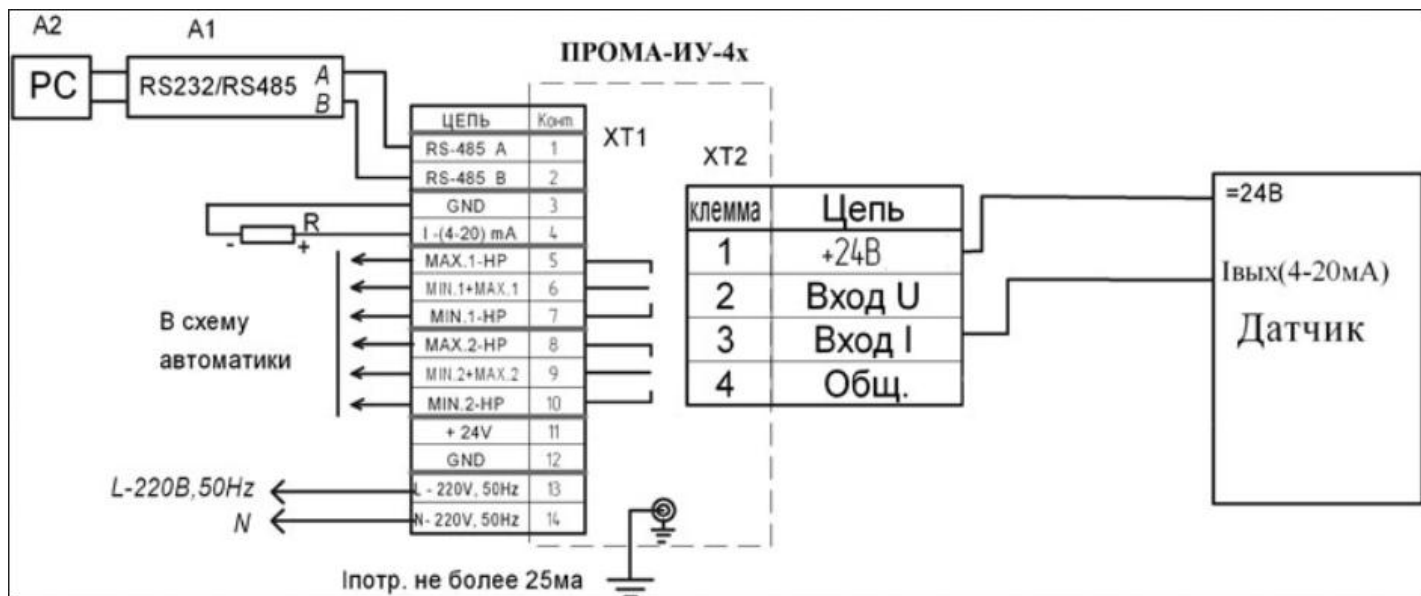 A2
A1
ПРОМА-ИУ-4х
PC
RS232/RS485
A
B
ЦЕПЬ Конт.
RS-485 A 1
RS-485 B 2
GND 3
I -(4-20) mA 4
MAX.1-HP 5
MIN.1+MAX.1 6
MIN.1-HP 7
MAX.2-HP 8
MIN.2+MAX.2 9
MIN.2-HP 10
+ 24V 11
GND 12
L - 220V, 50Hz 13
N- 220V, 50Hz 14
XT1
- R +
В схему
автоматики
L-220В,50Hz
N
XT2
клемма Цепь
1 +24В
2 Вход U
3 Вход I
4 Общ.
=24В
Iвых(4-20мА)
Датчик
Iпотр. не более 25ма